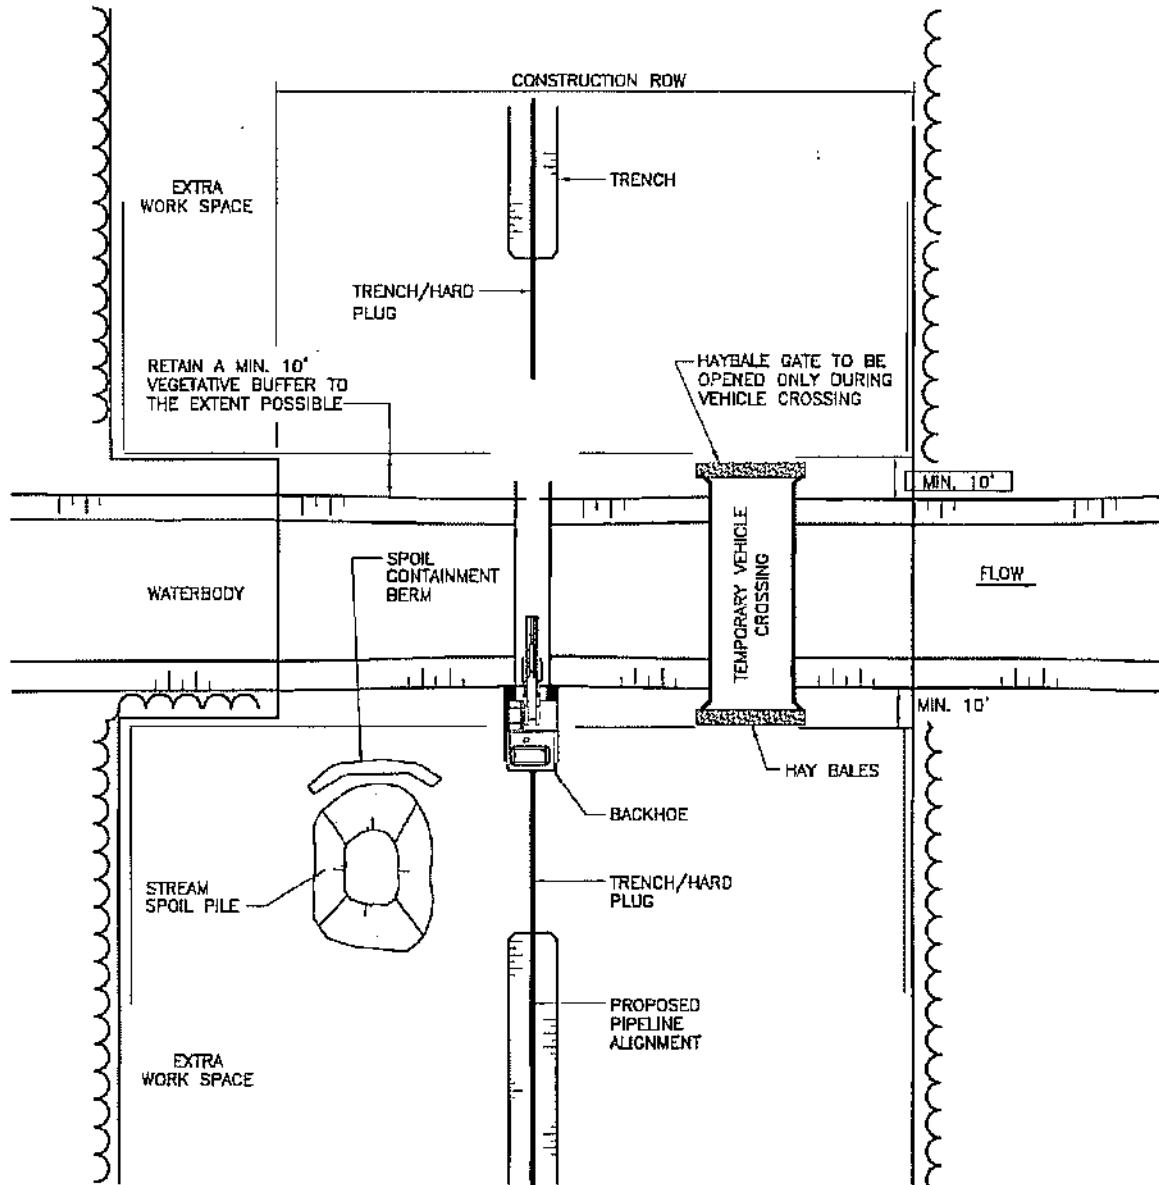 CONSTRUCTION ROW
EXTRA
WORK SPACE
TRENCH
TRENCH/HARD
PLUG
RETAIN A MIN. 10'
VEGETATIVE BUFFER TO
THE EXTENT POSSIBLE
HAYBALE GATE TO BE
OPENED ONLY DURING
VEHICLE CROSSING
MIN. 10'
SPOIL
CONTAINMENT
BERM
WATERBODY
TEMPORARY VEHICLE
CROSSING
FLOW
MIN. 10'
HAY BALES
BACKHOE
STREAM
SPOIL PILE
TRENCH/HARD
PLUG
PROPOSED
PIPELINE
ALIGNMENT
EXTRA
WORK SPACE